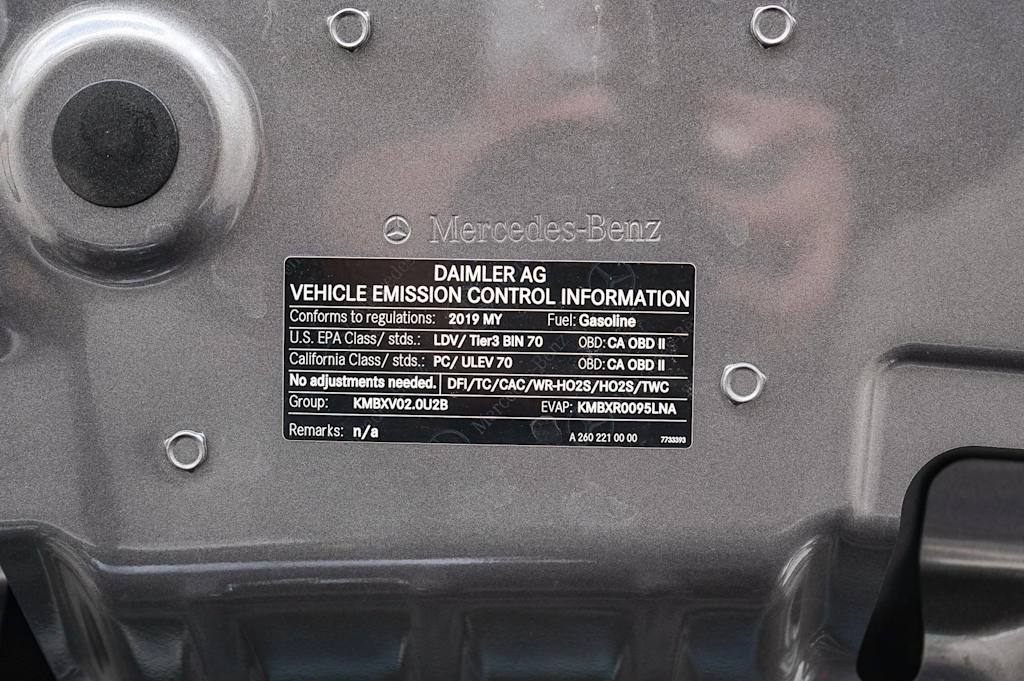 Mercedes-Benz
DAIMLER AG
VEHICLE EMISSION CONTROL INFORMATION
Conforms to regulations: 2019 MY Fuel: Gasoline
U.S. EPA Class/ stds.: LDV/ Tier3 BIN 70 OBD: CA OBD II
California Class/ stds.: PC/ ULEV 70 OBD: CA OBD II
No adjustments needed. DFI/TC/CAC/WR-HO2S/HO2S/TWC
Group: KMBXV02.0U2B EVAP: KMBXR0095LNA
Remarks: n/a A 260 221 00 00 7733393